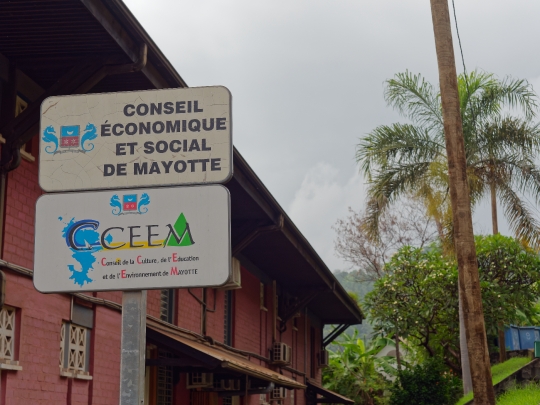 CONSEIL
ÉCONOMIQUE
ET SOCIAL
DE MAYOTTE
CCEEM
Conseil de la Culture, de l'Education
et de l'Environnement de MAYOTTE